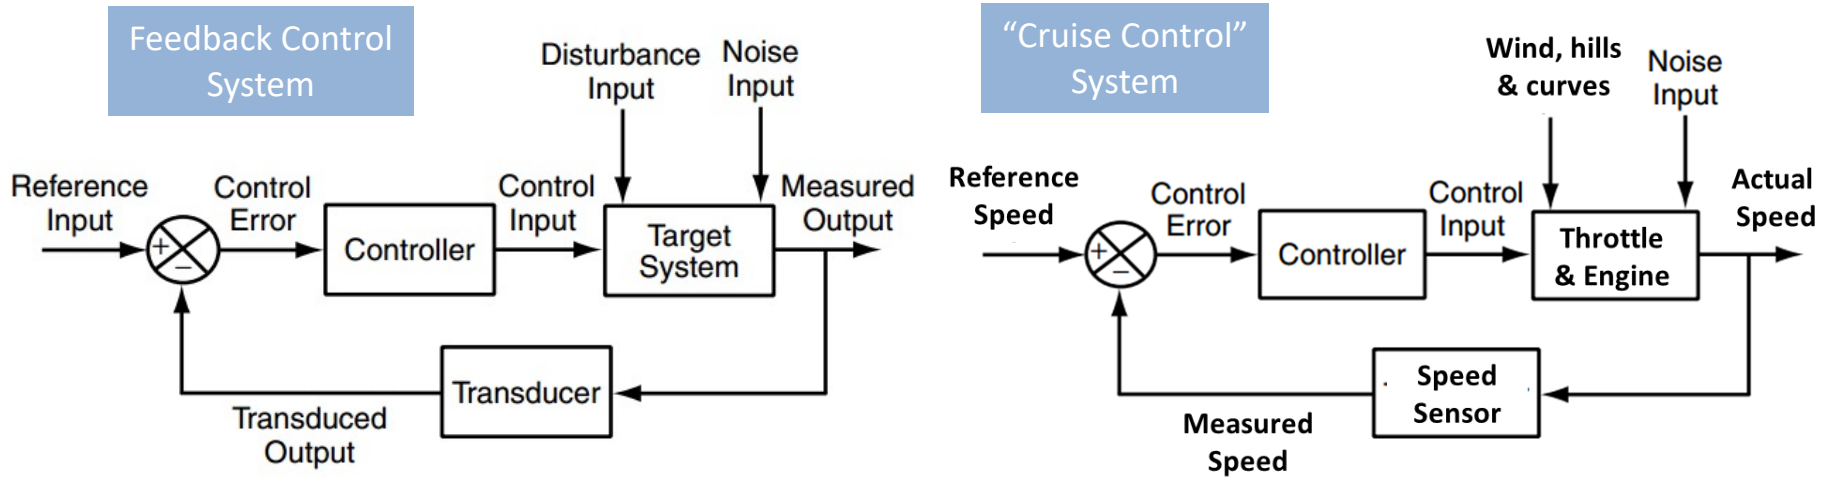 Feedback Control
System
Disturbance
Input
Noise
Input
Reference
Input
Control
Error
Control
Input
Measured
Output
+
−
Controller
Target
System
Transducer
Transduced
Output
“Cruise Control”
System
Wind, hills
& curves
Noise
Input
Reference
Speed
Control
Error
Control
Input
Actual
Speed
+
−
Controller
Throttle
& Engine
Speed
Sensor
Measured
Speed